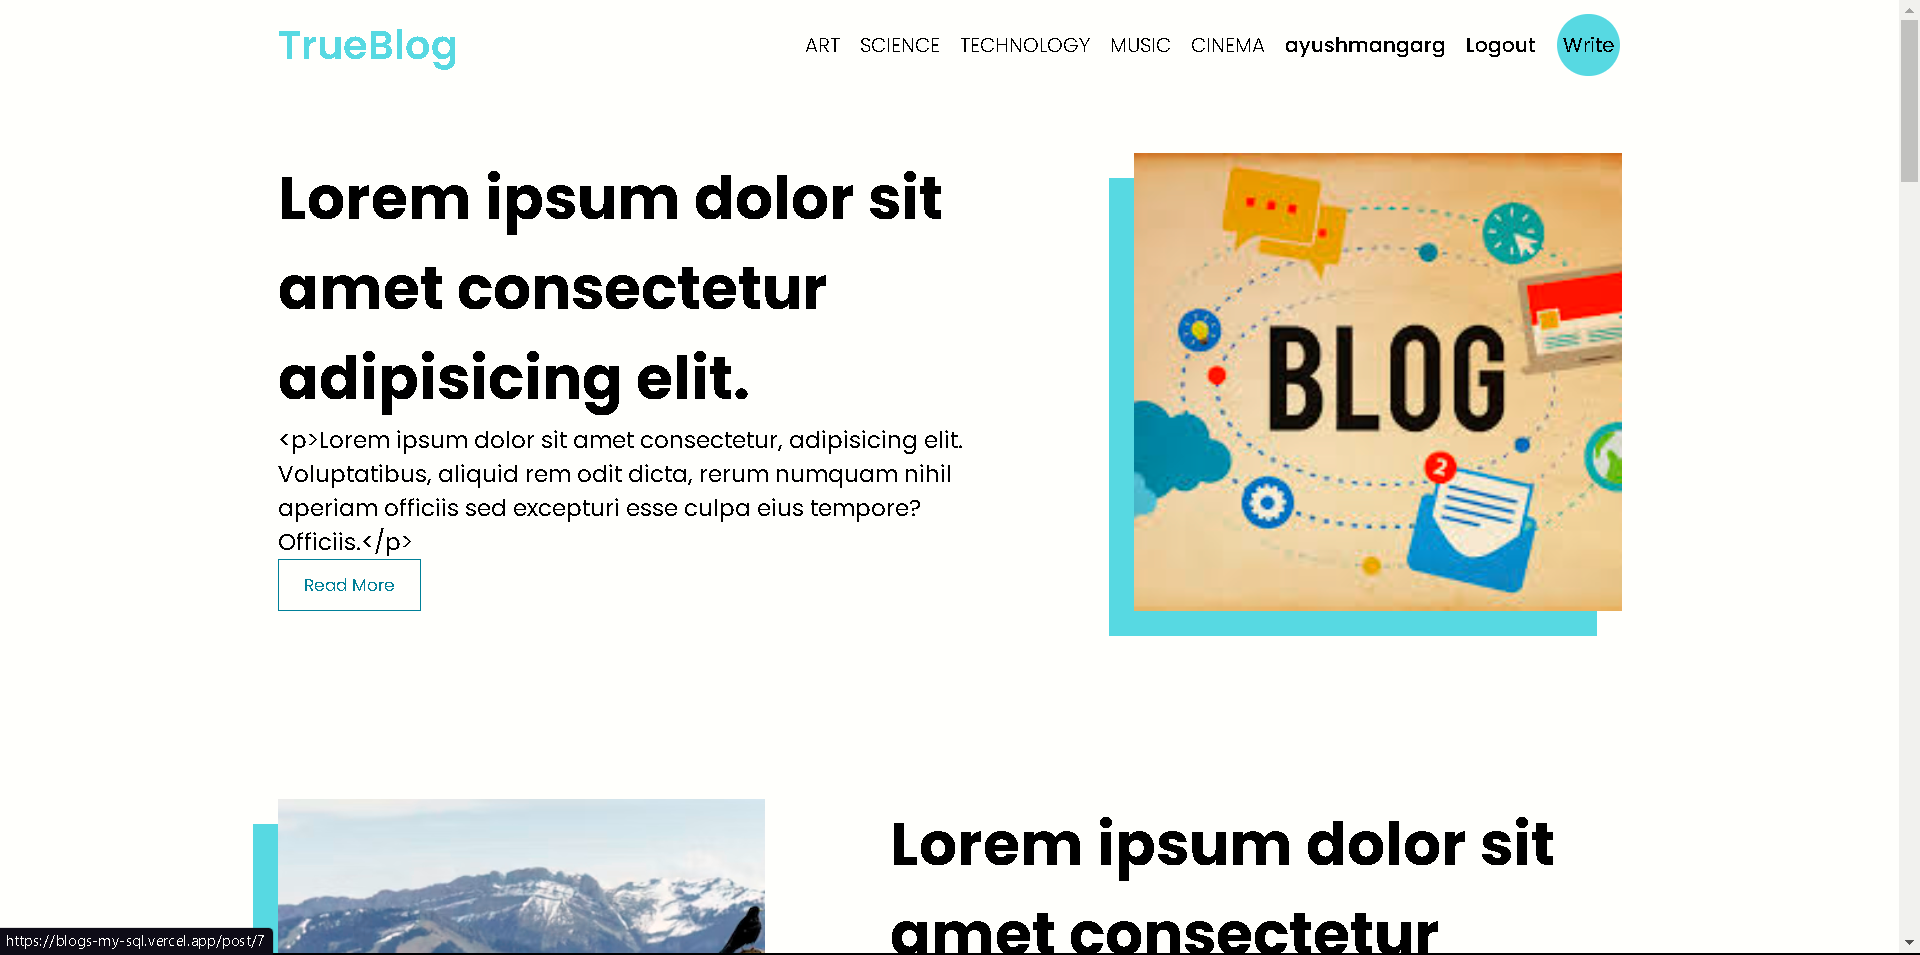 TrueBlog
ART SCIENCE TECHNOLOGY MUSIC CINEMA ayushmangarg Logout Write
Lorem ipsum dolor sit
amet consectetur
adipisicing elit.
<p>Lorem ipsum dolor sit amet consectetur, adipisicing elit.
Voluptatibus, aliquid rem odit dicta, rerum numquam nihil
aperiam officiis sed excepturi esse culpa eius tempore?
Officiis.</p>
Read More
BLOG
2
Lorem ipsum dolor sit
amet consectetur
https://blogs-my-sql.vercel.app/post/7